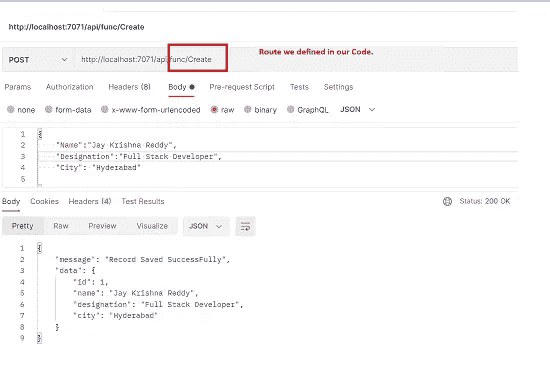 http://localhost:7071/api/func/Create
POST http://localhost:7071/api/func/Create
Route we defined in our Code.
Params Authorization Headers (8) Body Pre-request Script Tests Settings
none form-data x-www-form-urlencoded raw binary GraphQL JSON
1 {
2 "Name":"Jay Krishna Reddy",
3 "Designation":"Full Stack Developer",
4 "City": "Hyderabad"
5
Body Cookies Headers (4) Test Results Status: 200 OK
Pretty Raw Preview Visualize JSON
1 {
2 "message": "Record Saved SuccessFully",
3 "data": {
4 "id": 1,
5 "name": "Jay Krishna Reddy",
6 "designation": "Full Stack Developer",
7 "city": "Hyderabad"
8 }
9 }